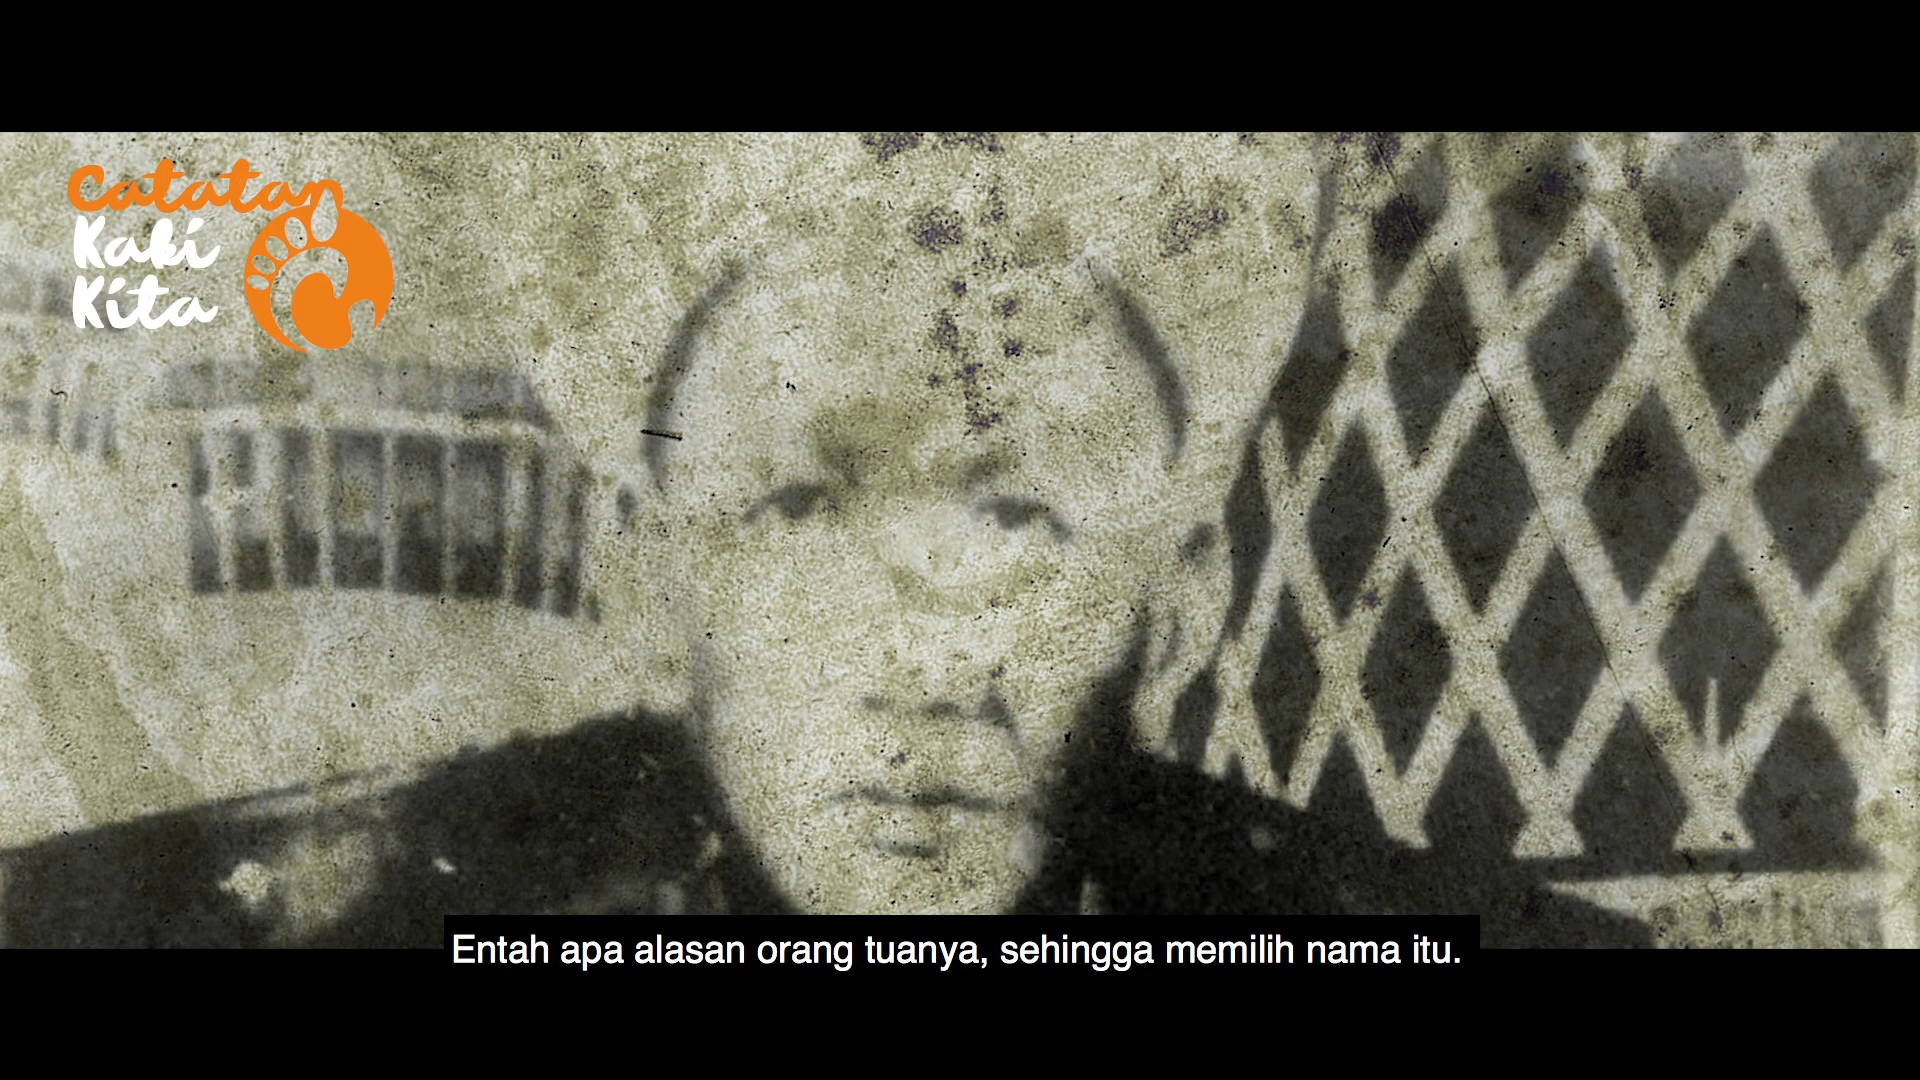 Catatan
Kaki
Kita
Entah apa alasan orang tuanya, sehingga memilih nama itu.